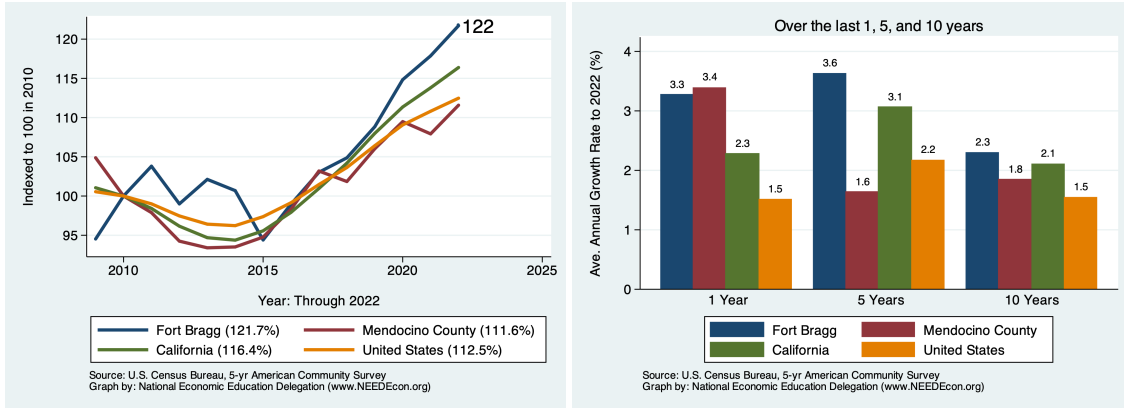 Indexed to 100 in 2010
120
115
110
105
100
95
122
2010 2015 2020 2025
Year: Through 2022
Fort Bragg (121.7%) Mendocino County (111.6%)
California (116.4%) United States (112.5%)
Source: U.S. Census Bureau, 5-yr American Community Survey
Graph by: National Economic Education Delegation (www.NEEDEcon.org)
Over the last 1, 5, and 10 years
Ave. Annual Growth Rate to 2022 (%)
4
3
2
1
0
3.3 3.4 2.3 1.5
3.6 1.6 3.1 2.2
2.3 1.8 2.1 1.5
1 Year 5 Years 10 Years
Fort Bragg Mendocino County
California United States
Source: U.S. Census Bureau, 5-yr American Community Survey
Graph by: National Economic Education Delegation (www.NEEDEcon.org)